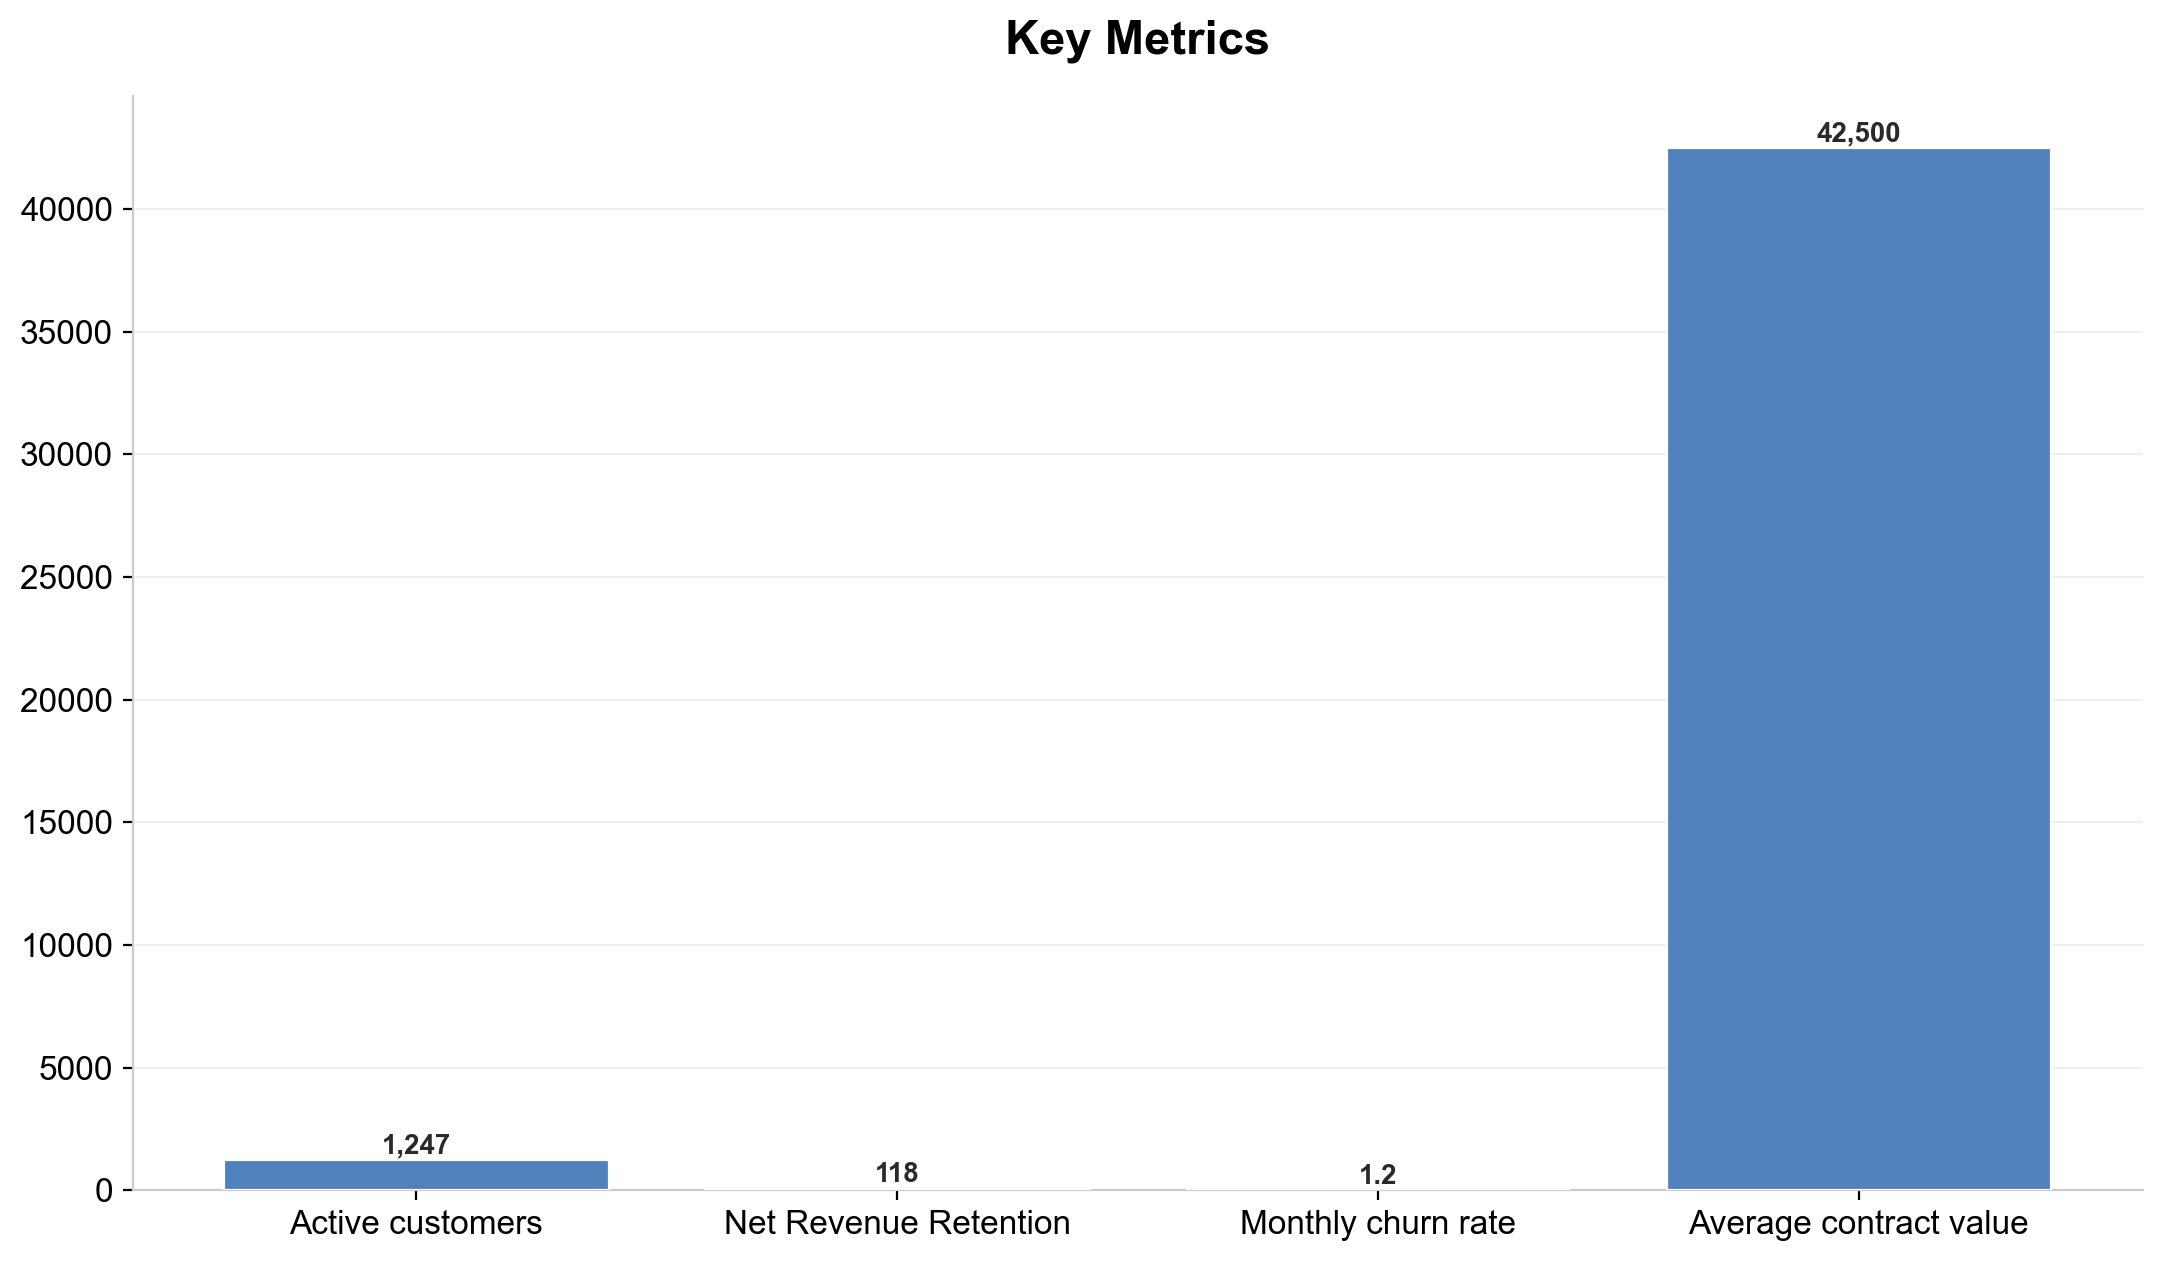 Key Metrics
40000
35000
30000
25000
20000
15000
10000
5000
0
1,247
118
1.2
42,500
Active customers
Net Revenue Retention
Monthly churn rate
Average contract value